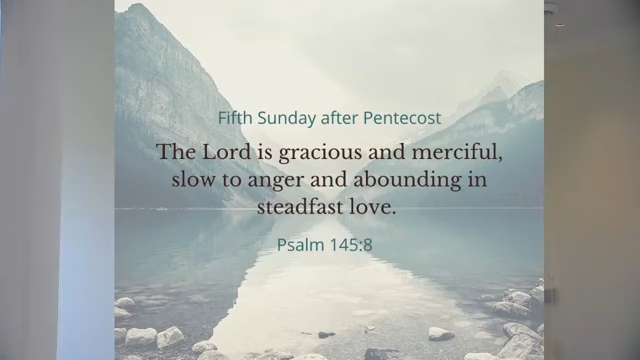 Fifth Sunday after Pentecost
The Lord is gracious and merciful,
slow to anger and abounding in
steadfast love.
Psalm 145:8